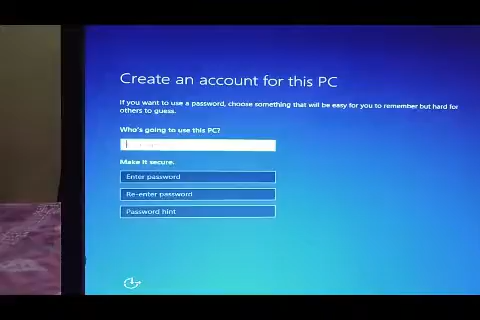 Create an account for this PC
If you want to use a password, choose something that will be easy for you to remember but hard for
others to guess.
Who's going to use this PC?
Make it secure.
Enter password
Re-enter password
Password hint